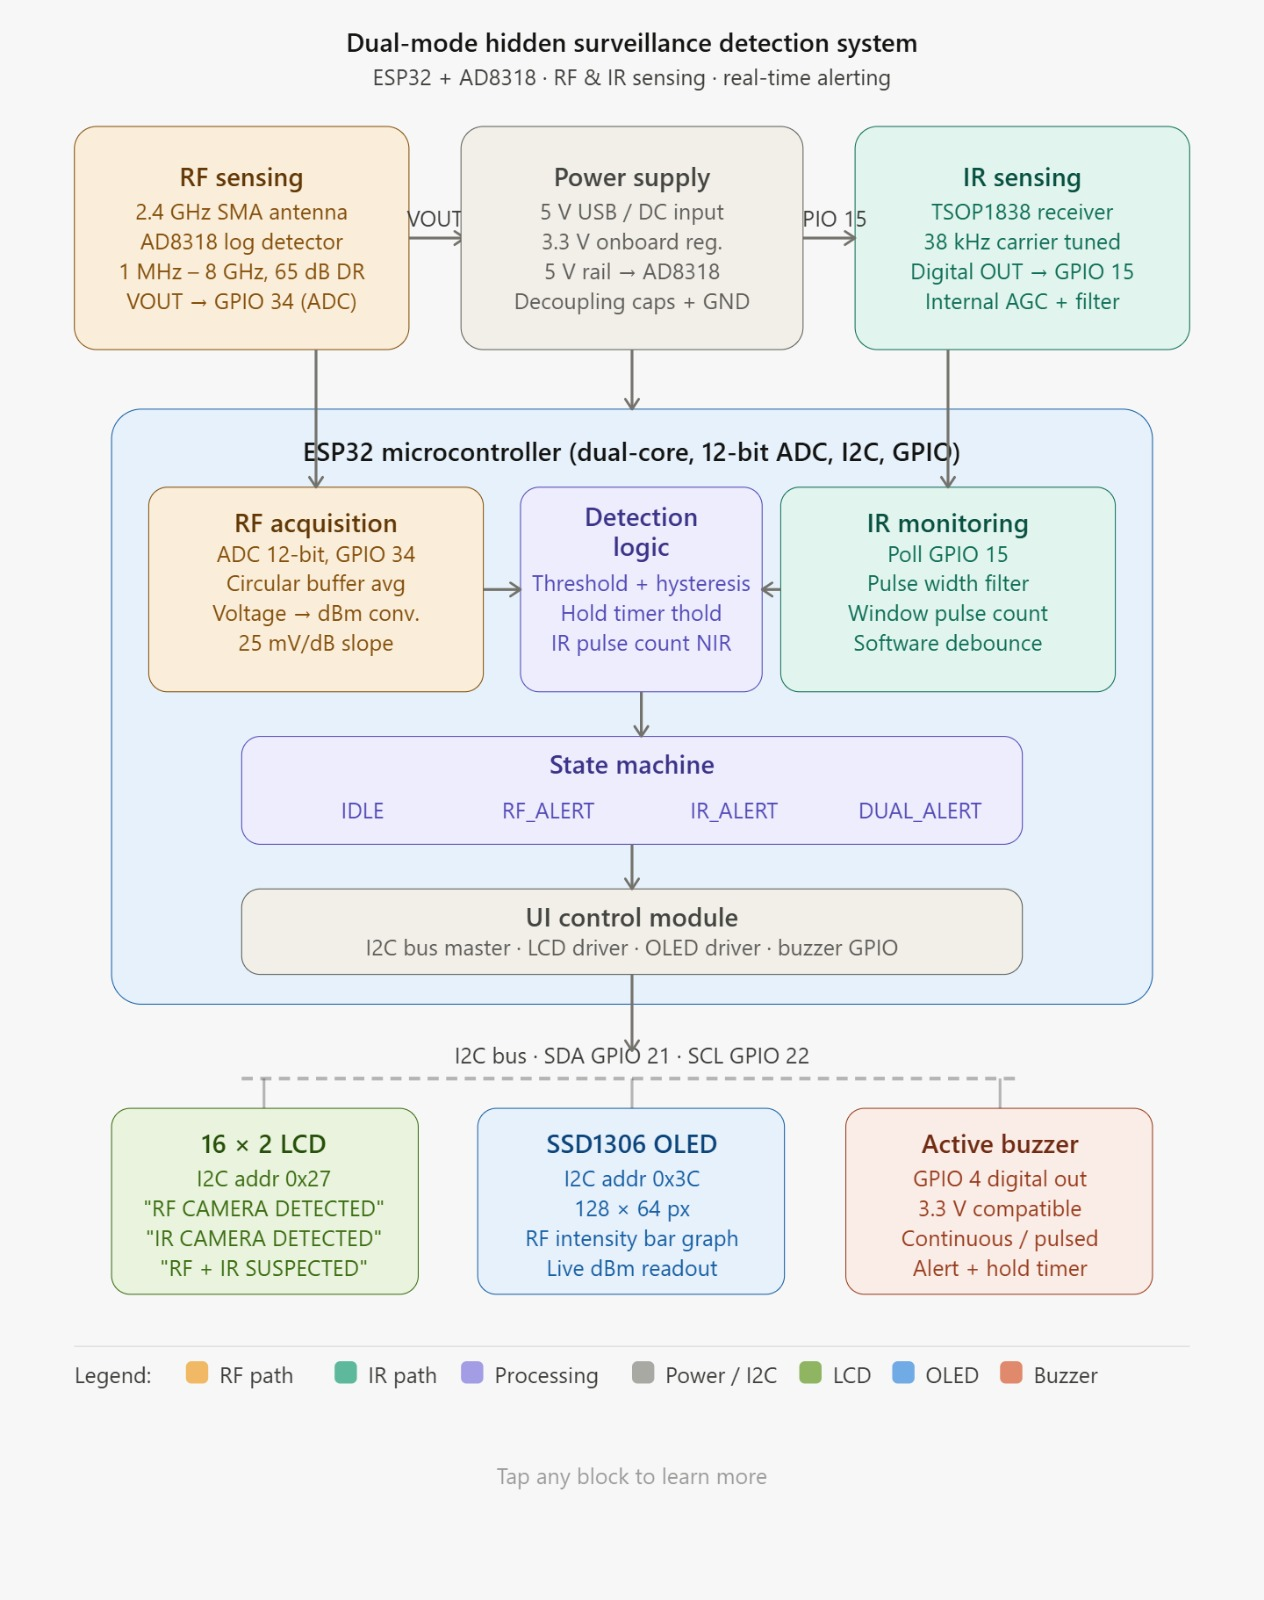 Dual-mode hidden surveillance detection system
ESP32 + AD8318 · RF & IR sensing · real-time alerting
RF sensing
2.4 GHz SMA antenna
AD8318 log detector
1 MHz – 8 GHz, 65 dB DR
VOUT → GPIO 34 (ADC)
VOUT
Power supply
5 V USB / DC input
3.3 V onboard reg.
5 V rail → AD8318
Decoupling caps + GND
PIO 15
IR sensing
TSOP1838 receiver
38 kHz carrier tuned
Digital OUT → GPIO 15
Internal AGC + filter
ESP32 microcontroller (dual-core, 12-bit ADC, I2C, GPIO)
RF acquisition
ADC 12-bit, GPIO 34
Circular buffer avg
Voltage → dBm conv.
25 mV/dB slope
Detection
logic
Threshold + hysteresis
Hold timer thold
IR pulse count NIR
IR monitoring
Poll GPIO 15
Pulse width filter
Window pulse count
Software debounce
State machine
IDLE RF_ALERT IR_ALERT DUAL_ALERT
UI control module
I2C bus master · LCD driver · OLED driver · buzzer GPIO
I2C bus · SDA GPIO 21 · SCL GPIO 22
16 × 2 LCD
I2C addr 0x27
"RF CAMERA DETECTED"
"IR CAMERA DETECTED"
"RF + IR SUSPECTED"
SSD1306 OLED
I2C addr 0x3C
128 × 64 px
RF intensity bar graph
Live dBm readout
Active buzzer
GPIO 4 digital out
3.3 V compatible
Continuous / pulsed
Alert + hold timer
Legend: RF path IR path Processing Power / I2C LCD OLED Buzzer
Tap any block to learn more